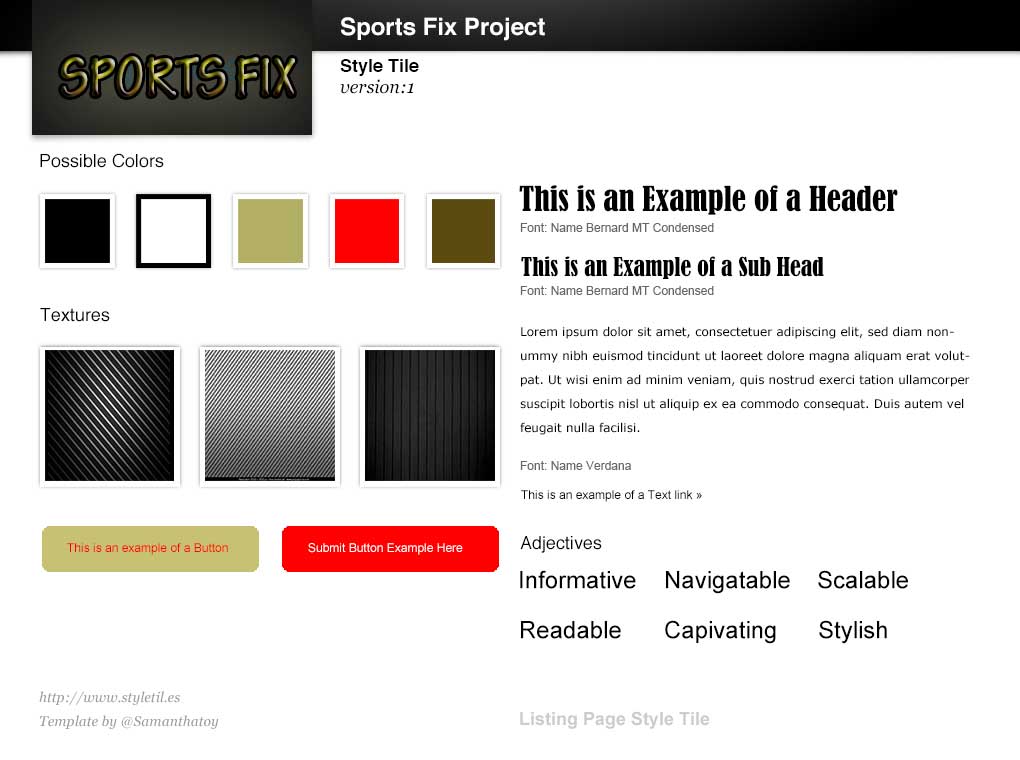 SPORTS FIX
Sports Fix Project
Style Tile
version:1
Possible Colors
Textures
This is an example of a Button
Submit Button Example Here
This is an Example of a Header
Font: Name Bernard MT Condensed
This is an Example of a Sub Head
Font: Name Bernard MT Condensed
Lorem ipsum dolor sit amet, consectetuer adipiscing elit, sed diam non-
ummy nibh euismod tincidunt ut laoreet dolore magna aliquam erat volut-
pat. Ut wisi enim ad minim veniam, quis nostrud exerci tation ullamcorper
suscipit lobortis nisl ut aliquip ex ea commodo consequat. Duis autem vel
feugait nulla facilisi.
Font: Name Verdana
This is an example of a Text link »
Adjectives
Informative Navigatable Scalable
Readable Capivating Stylish
http://www.styletil.es
Template by @Samanthatoy
Listing Page Style Tile